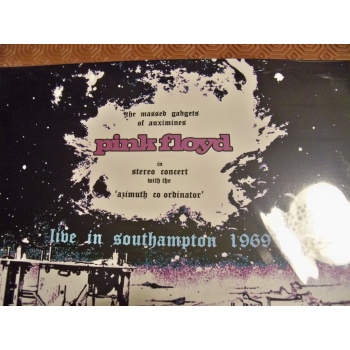 the massed gadgets
of auximines
pink floyd
in
stereo concert
with the
'azimuth co ordinator'
live in southampton 1969